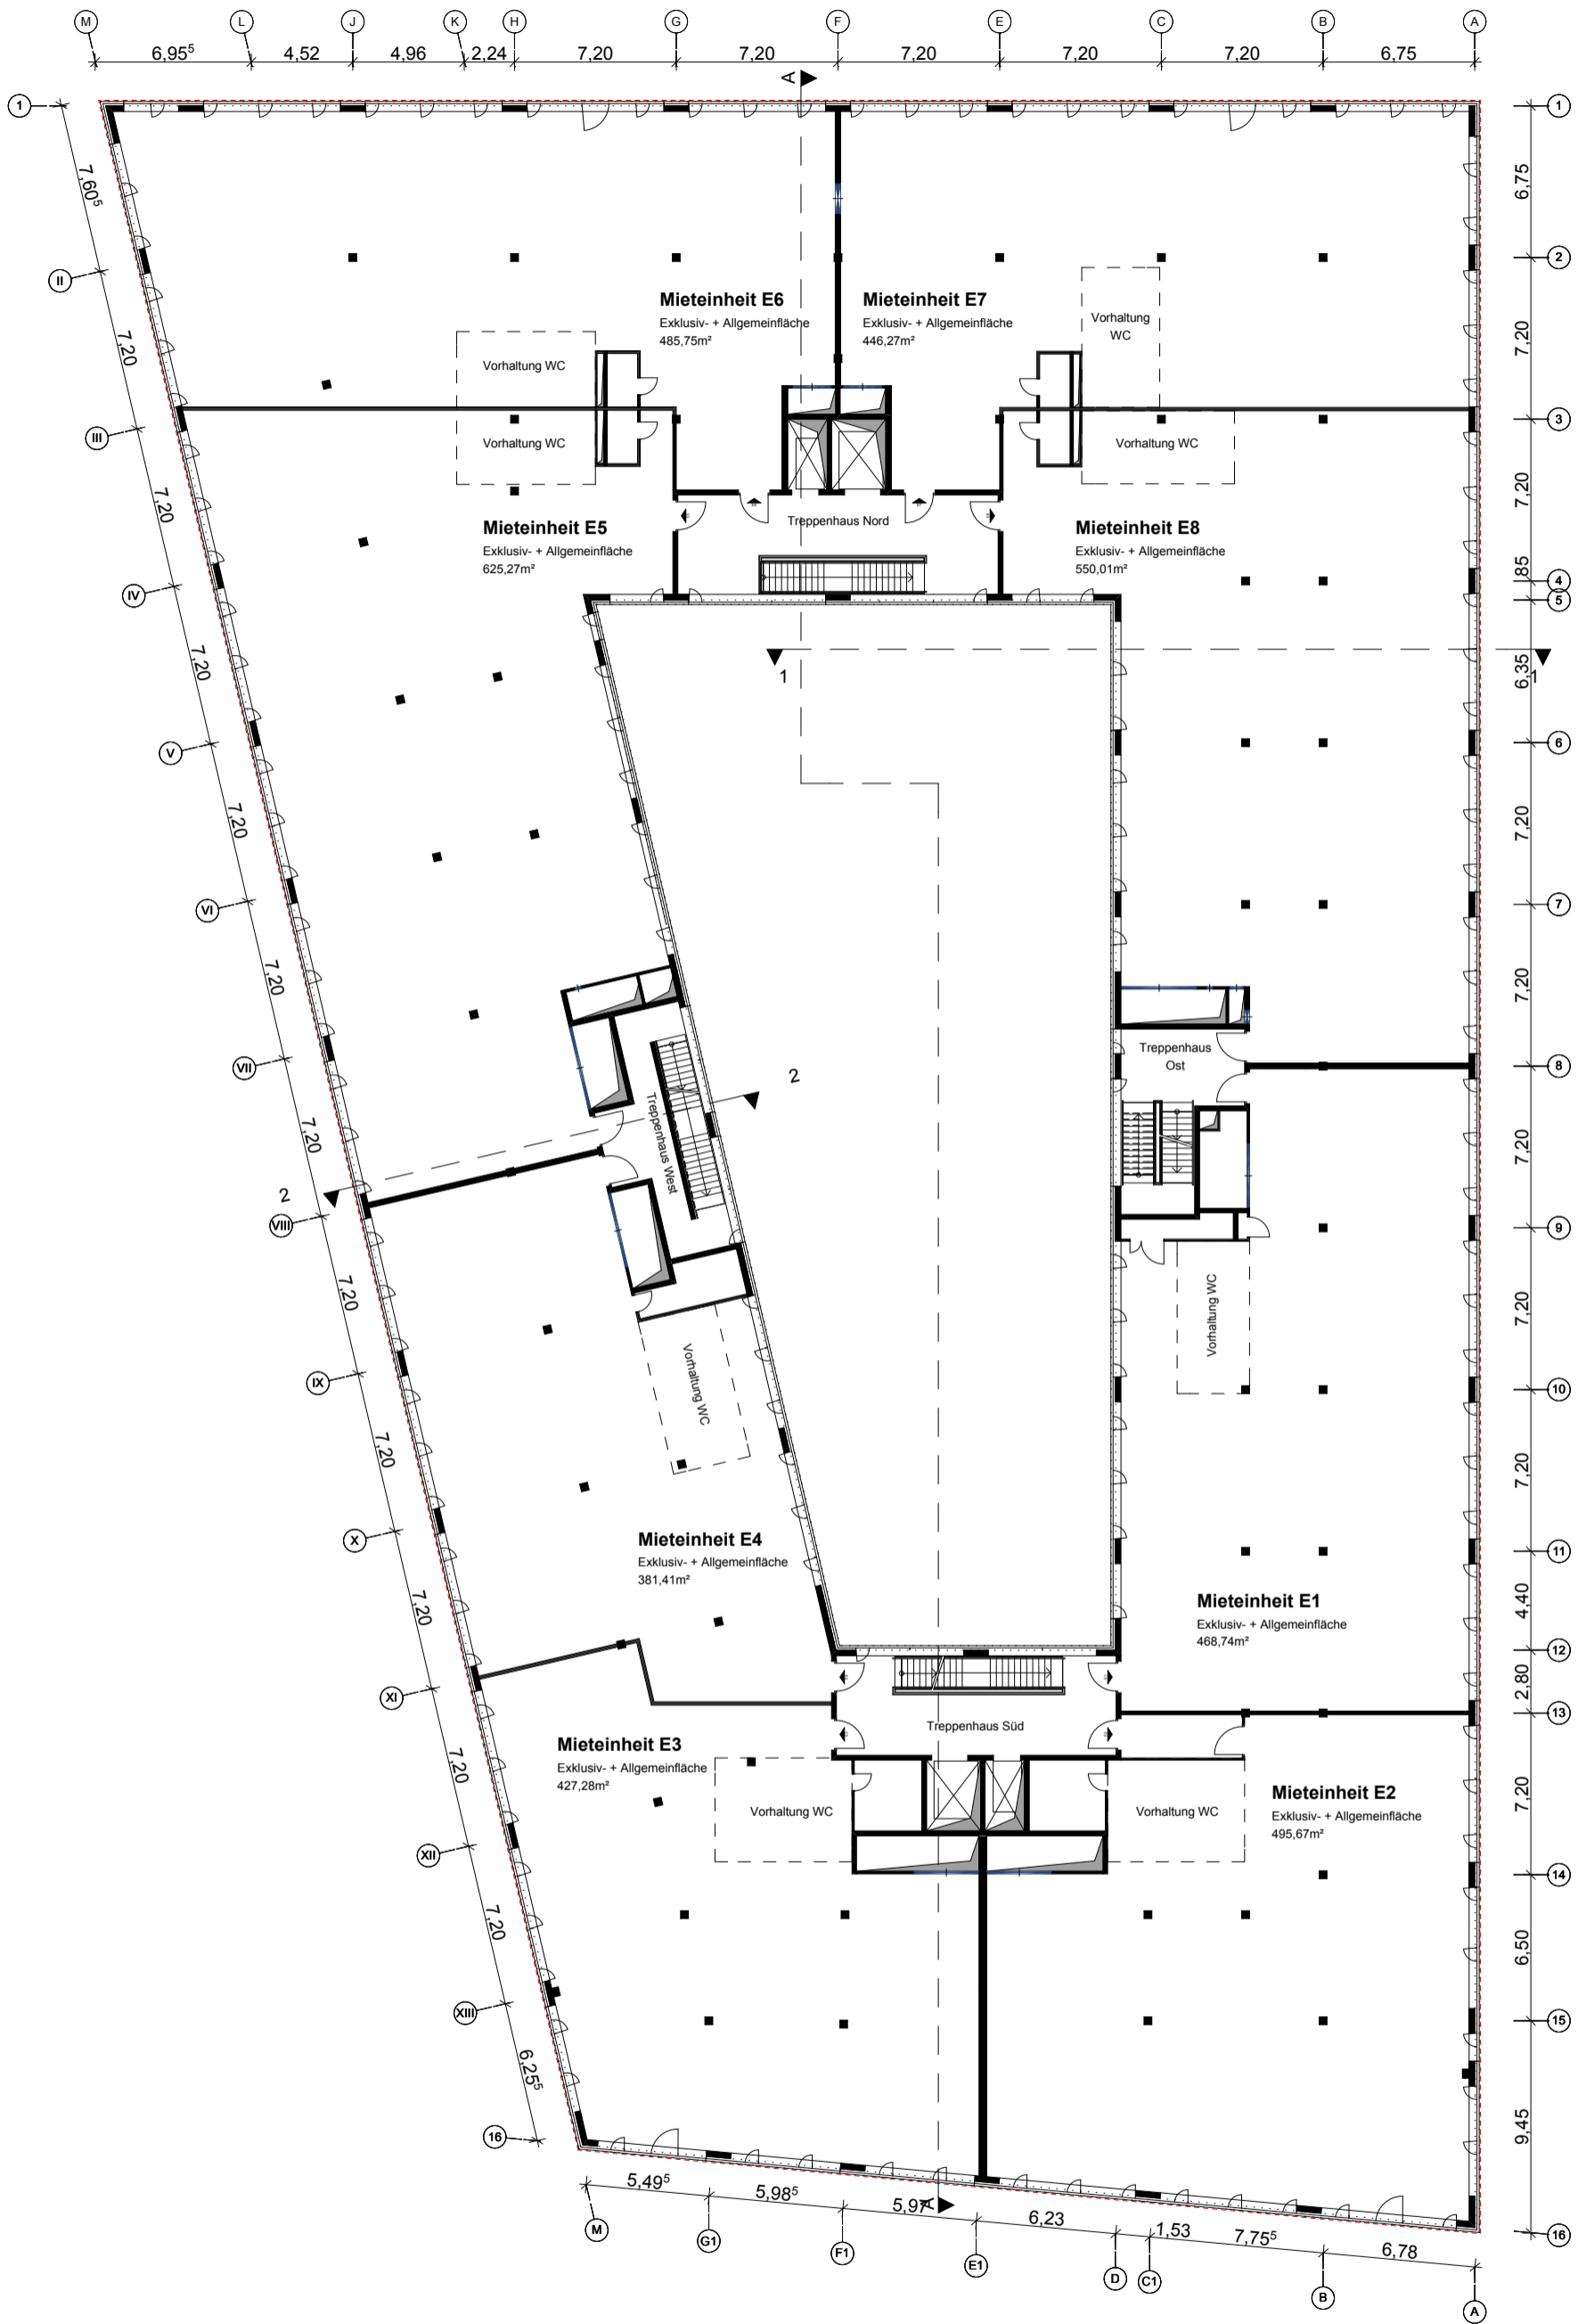 M L J K H G F E C B A
6,95⁵ 4,52 4,96 2,24 7,20 7,20 7,20 7,20 7,20 6,75
A
1
1
7,60⁵
6,75
II
2
Mieteinheit E6
Exklusiv- + Allgemeinfläche
485,75m²
Mieteinheit E7
Exklusiv- + Allgemeinfläche
446,27m²
Vorhaltung
WC
7,20
7,20
Vorhaltung WC
III
3
Vorhaltung WC
Vorhaltung WC
7,20
7,20
Mieteinheit E5
Exklusiv- + Allgemeinfläche
625,27m²
Treppenhaus Nord
Mieteinheit E8
Exklusiv- + Allgemeinfläche
550,01m²
85
IV
4
5
7,20
1
6,35
1
V
6
7,20
7,20
VI
7
7,20
7,20
Treppenhaus
Ost
VII
8
2
Treppenhaus West
7,20
7,20
2
VIII
9
7,20
Vorhaltung WC
7,20
IX
10
Vorhaltung WC
7,20
7,20
X
Mieteinheit E4
Exklusiv- + Allgemeinfläche
381,41m²
11
7,20
4,40
Mieteinheit E1
Exklusiv- + Allgemeinfläche
468,74m²
12
XI
2,80
13
Treppenhaus Süd
Mieteinheit E3
Exklusiv- + Allgemeinfläche
427,28m²
7,20
7,20
Mieteinheit E2
Exklusiv- + Allgemeinfläche
495,67m²
Vorhaltung WC
Vorhaltung WC
XII
14
7,20
6,50
XIII
15
6,25⁵
9,45
16
5,49⁵ 5,98⁵ 5,97 6,23 1,53 7,75⁵ 6,78
A
16
M G1 F1 E1 D C1 B A